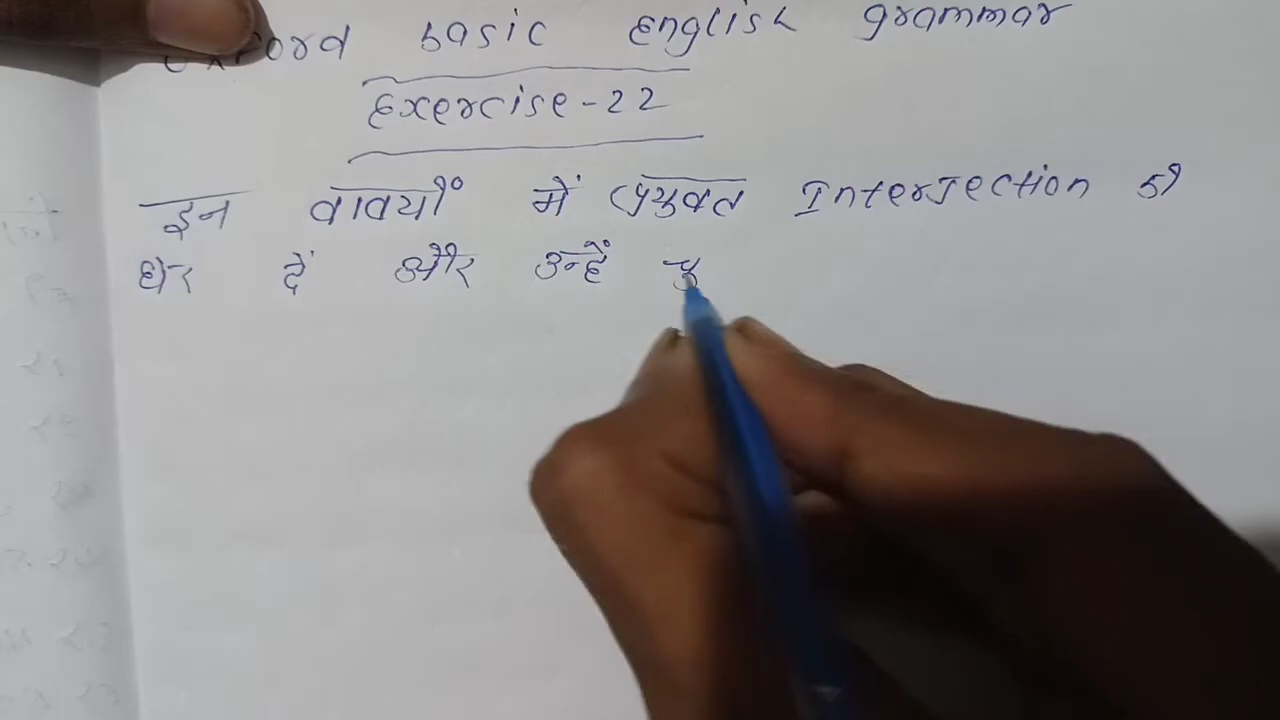 basic English grammar
Exercise-22
इन वाक्यों में प्रयुक्त Interjection को
घेर दें और उन्हें